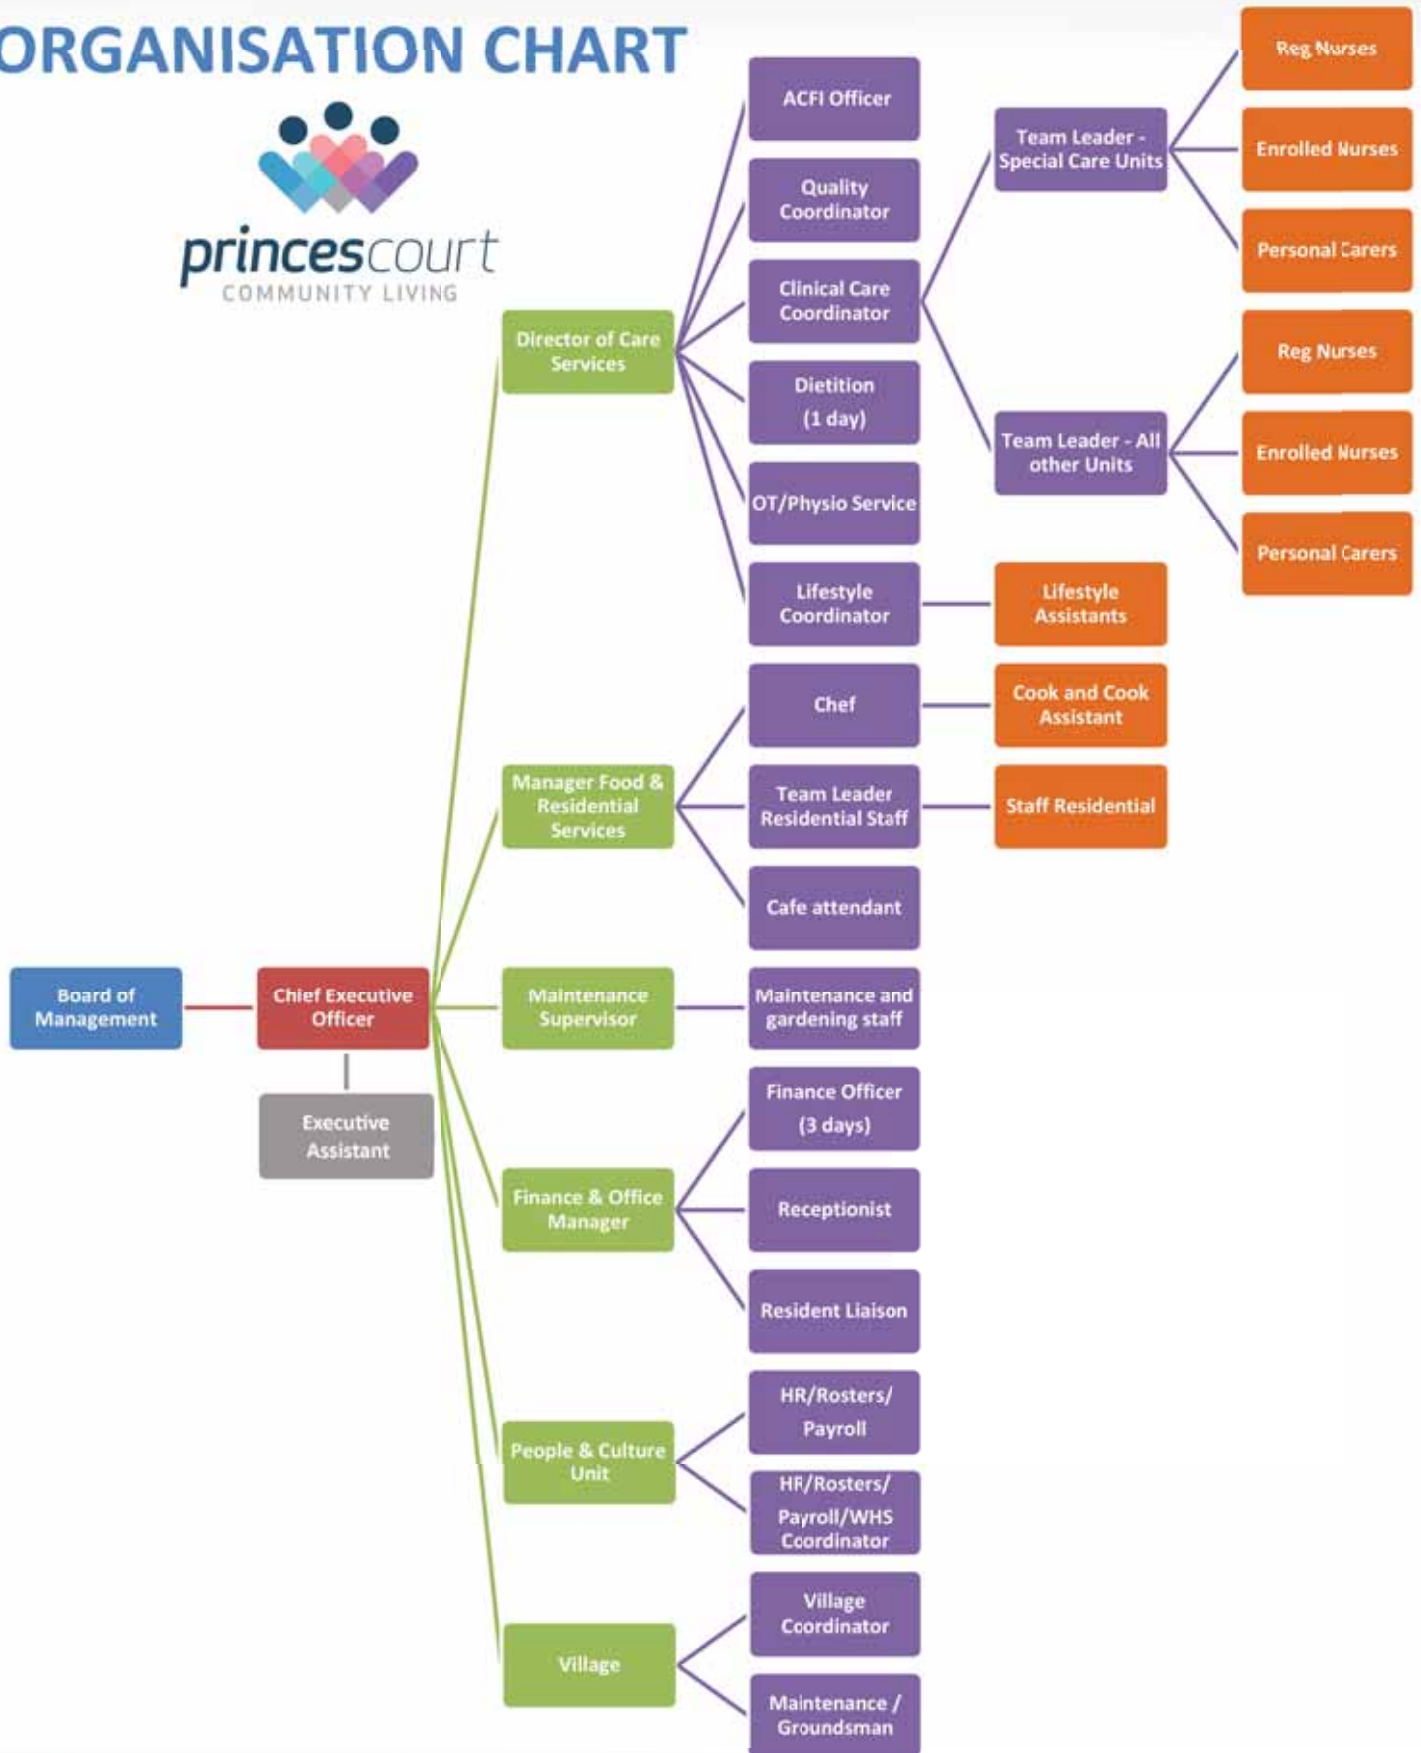 ORGANISATION CHART
princescourt
COMMUNITY LIVING
Board of
Management
Chief Executive
Officer
Executive
Assistant
Director of Care
Services
ACFI Officer
Quality
Coordinator
Clinical Care
Coordinator
Team Leader -
Special Care Units
Reg Nurses
Enrolled Nurses
Personal Carers
Team Leader - All
other Units
Reg Nurses
Enrolled Nurses
Personal Carers
Dietition
(1 day)
OT/Physio Service
Lifestyle
Coordinator
Lifestyle
Assistants
Manager Food &
Residential
Services
Chef
Cook and Cook
Assistant
Team Leader
Residential Staff
Staff Residential
Cafe attendant
Maintenance
Supervisor
Maintenance and
gardening staff
Finance & Office
Manager
Finance Officer
(3 days)
Receptionist
Resident Liaison
People & Culture
Unit
HR/Rosters/
Payroll
HR/Rosters/
Payroll/WHS
Coordinator
Village
Village
Coordinator
Maintenance /
Groundsman